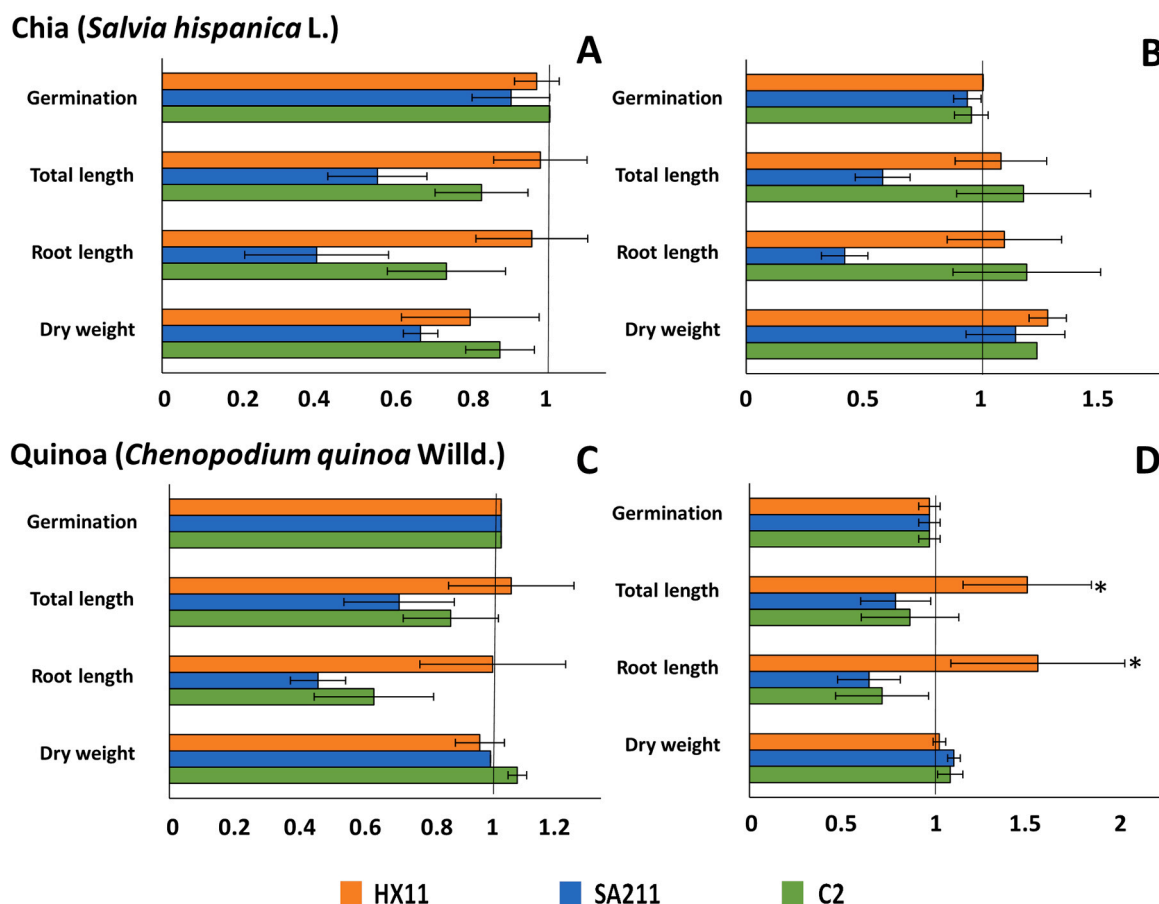 Chia (Salvia hispanica L.)
A
B
Germination
Total length
Root length
Dry weight
0 0.2 0.4 0.6 0.8 1
Germination
Total length
Root length
Dry weight
0 0.5 1 1.5
Quinoa (Chenopodium quinoa Willd.)
C
D
Germination
Total length
Root length
Dry weight
0 0.2 0.4 0.6 0.8 1 1.2
Germination
Total length
*
Root length
*
Dry weight
0 0.5 1 1.5 2
HX11 SA211 C2